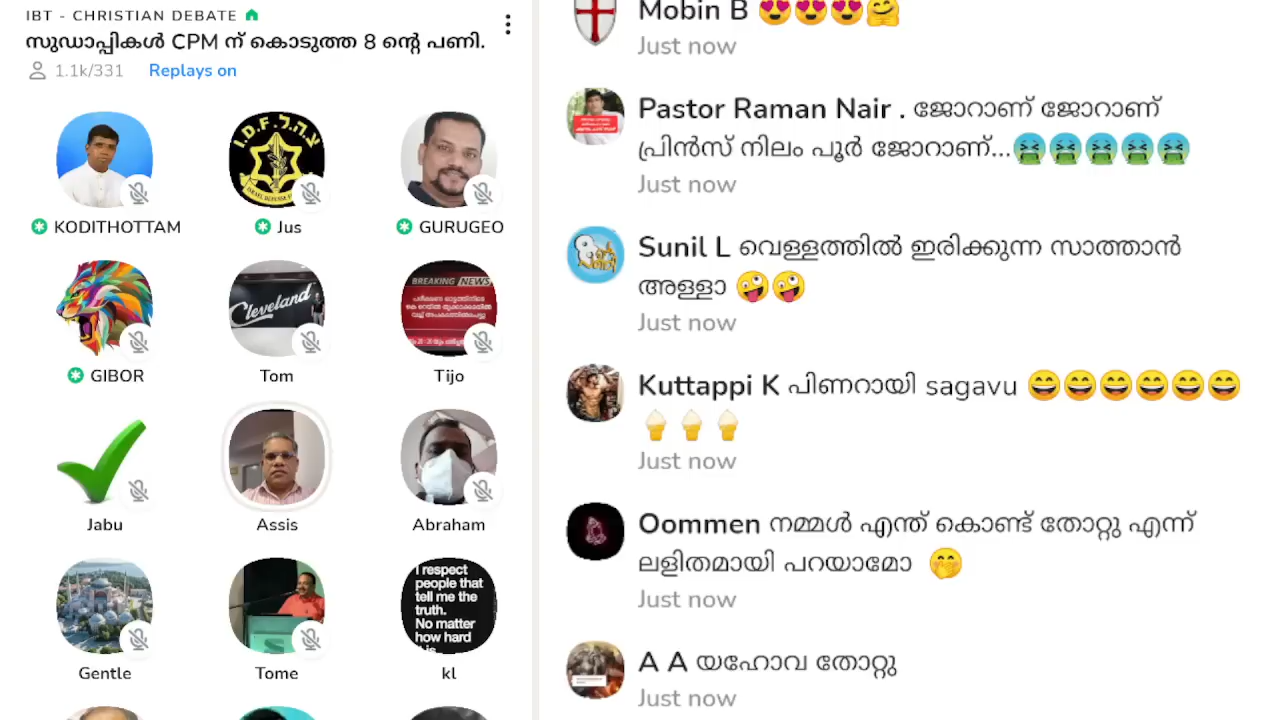 IBT - CHRISTIAN DEBATE
സുഡാപ്പികൾ CPM ന് കൊടുത്ത 8 ന്റെ പണി.
1.1k/331 Replays on
I.D.F.צ.ה.ל
KODITHOTTAM
Jus
GURUGEO
Cleveland
BREAKING NEWS
GIBOR
Tom
Tijo
Jabu
Assis
Abraham
I respect
people that
tell me the
truth.
No matter
how hard
Gentle
Tome
kl
Mobin B 😍😍😍🤗
Just now
Pastor Raman Nair . ജോറാണ് ജോറാണ്
പ്രിൻസ് നിലം പൂർ ജോറാണ്...🤮🤮🤮🤮🤮
Just now
Sunil L വെള്ളത്തിൽ ഇരിക്കുന്ന സാത്താൻ
അള്ളാ 🤪🤪
Just now
Kuttappi K പിണറായി sagavu 😄😄😄😄😄😄
🍦🍦🍦
Just now
Oommen നമ്മൾ എന്ത് കൊണ്ട് തോറ്റു എന്ന്
ലളിതമായി പറയാമോ 🤭
Just now
A A യഹോവ തോറ്റു
Just now